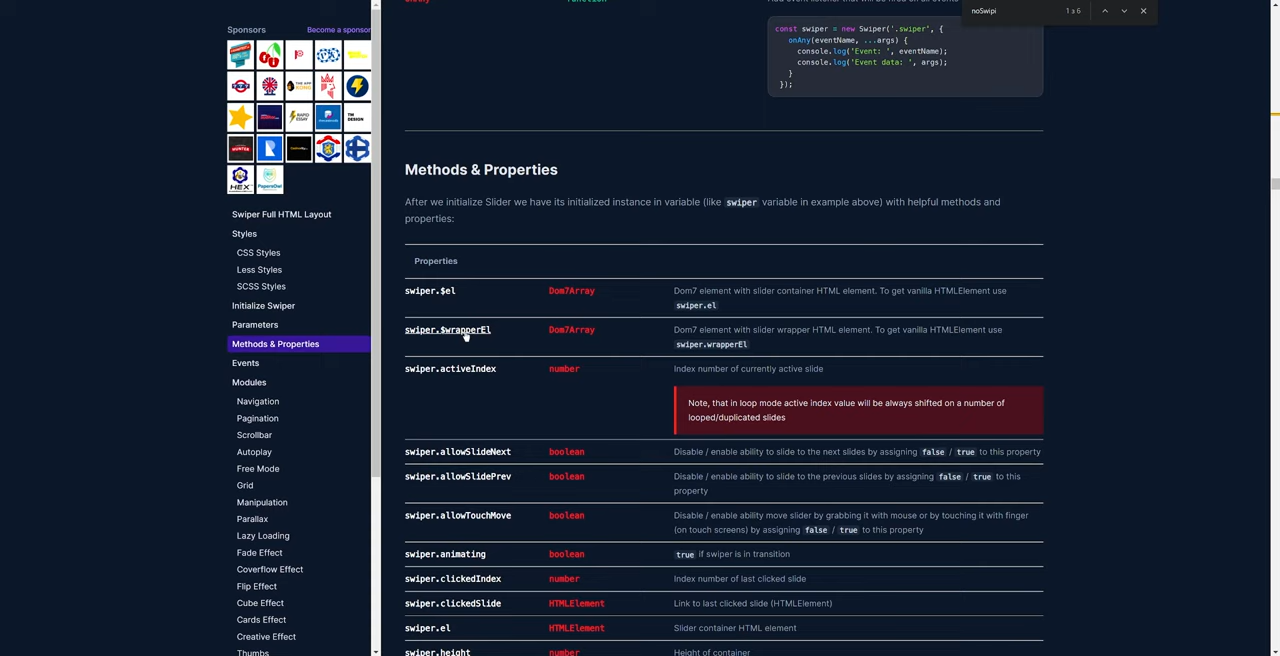 noSwipi
1 a 6
Sponsors
Become a sponsor
RAPID ESSAY
TM DESIGN
HUNTER
HEX
PapersOwl
Swiper Full HTML Layout
Styles
CSS Styles
Less Styles
SCSS Styles
Initialize Swiper
Parameters
Methods & Properties
Events
Modules
Navigation
Pagination
Scrollbar
Autoplay
Free Mode
Grid
Manipulation
Parallax
Lazy Loading
Fade Effect
Coverflow Effect
Flip Effect
Cube Effect
Cards Effect
Creative Effect
Thumbs
const swiper = new Swiper('.swiper', {
onAny(eventName, ...args) {
console.log('Event: ', eventName);
console.log('Event data: ', args);
}
});
Methods & Properties
After we initialize Slider we have its initialized instance in variable (like swiper variable in example above) with helpful methods and
properties:
Properties
swiper.$el Dom7Array Dom7 element with slider container HTML element. To get vanilla HTMLElement use
swiper.el
swiper.$wrapperEl Dom7Array Dom7 element with slider wrapper HTML element. To get vanilla HTMLElement use
swiper.wrapperEl
swiper.activeIndex number Index number of currently active slide
Note, that in loop mode active index value will be always shifted on a number of
looped/duplicated slides
swiper.allowSlideNext boolean Disable / enable ability to slide to the next slides by assigning false / true to this property
swiper.allowSlidePrev boolean Disable / enable ability to slide to the previous slides by assigning false / true to this
property
swiper.allowTouchMove boolean Disable / enable ability move slider by grabbing it with mouse or by touching it with finger
(on touch screens) by assigning false / true to this property
swiper.animating boolean true if swiper is in transition
swiper.clickedIndex number Index number of last clicked slide
swiper.clickedSlide HTMLElement Link to last clicked slide (HTMLElement)
swiper.el HTMLElement Slider container HTML element
swiper.height number Height of container